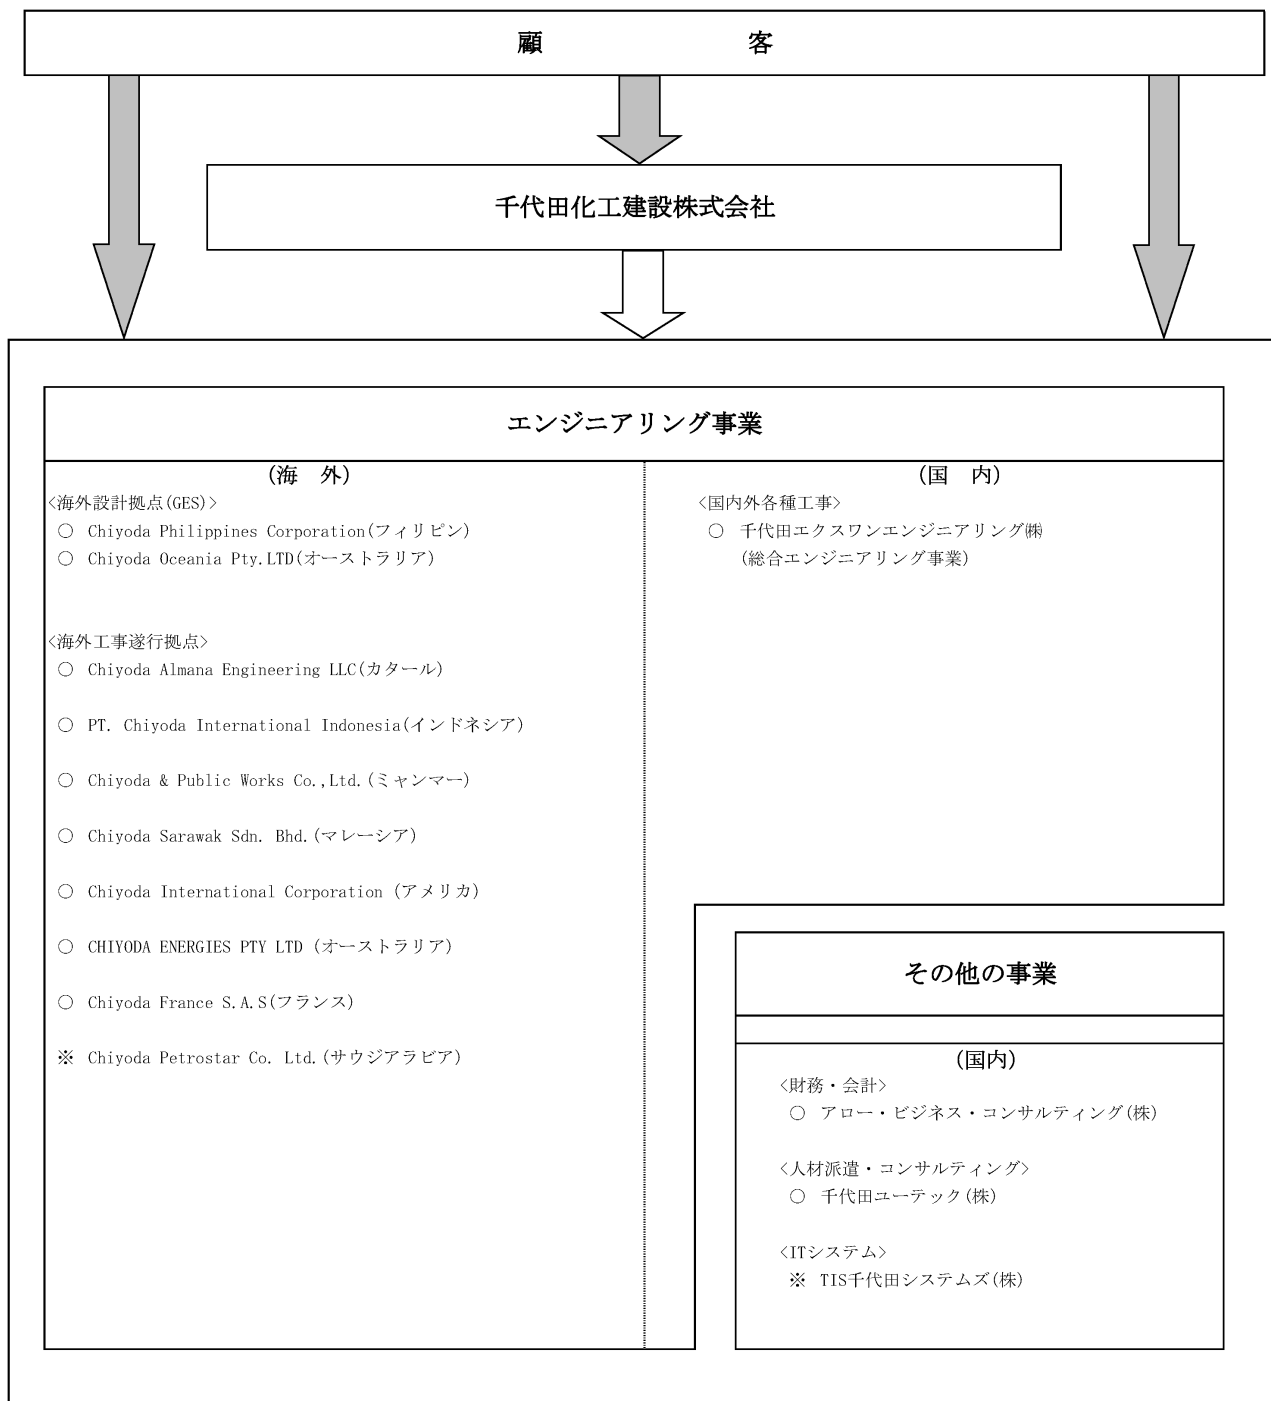 顧 客
千代田化工建設株式会社
エンジニアリング事業
(海 外)
<海外設計拠点(GES)>
○ Chiyoda Philippines Corporation(フィリピン)
○ Chiyoda Oceania Pty.LTD(オーストラリア)
<海外工事遂行拠点>
○ Chiyoda Almana Engineering LLC(カタール)
○ PT. Chiyoda International Indonesia(インドネシア)
○ Chiyoda & Public Works Co.,Ltd.(ミャンマー)
○ Chiyoda Sarawak Sdn. Bhd.(マレーシア)
○ Chiyoda International Corporation (アメリカ)
○ CHIYODA ENERGIES PTY LTD (オーストラリア)
○ Chiyoda France S.A.S(フランス)
※ Chiyoda Petrostar Co. Ltd.(サウジアラビア)
(国 内)
<国内外各種工事>
○ 千代田エクスワンエンジニアリング㈱
(総合エンジニアリング事業)
その他の事業
(国内)
<財務・会計>
○ アロー・ビジネス・コンサルティング(株)
<人材派遣・コンサルティング>
○ 千代田ユーテック(株)
<ITシステム>
※ TIS千代田システムズ(株)